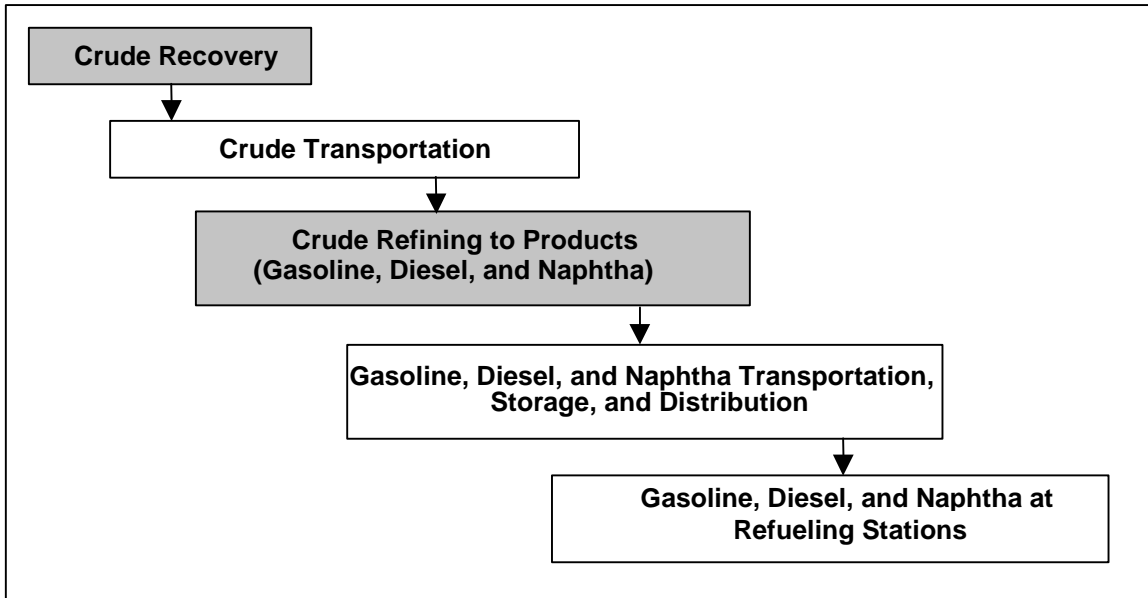 Crude Recovery
Crude Transportation
Crude Refining to Products
(Gasoline, Diesel, and Naphtha)
Gasoline, Diesel, and Naphtha Transportation,
Storage, and Distribution
Gasoline, Diesel, and Naphtha at
Refueling Stations